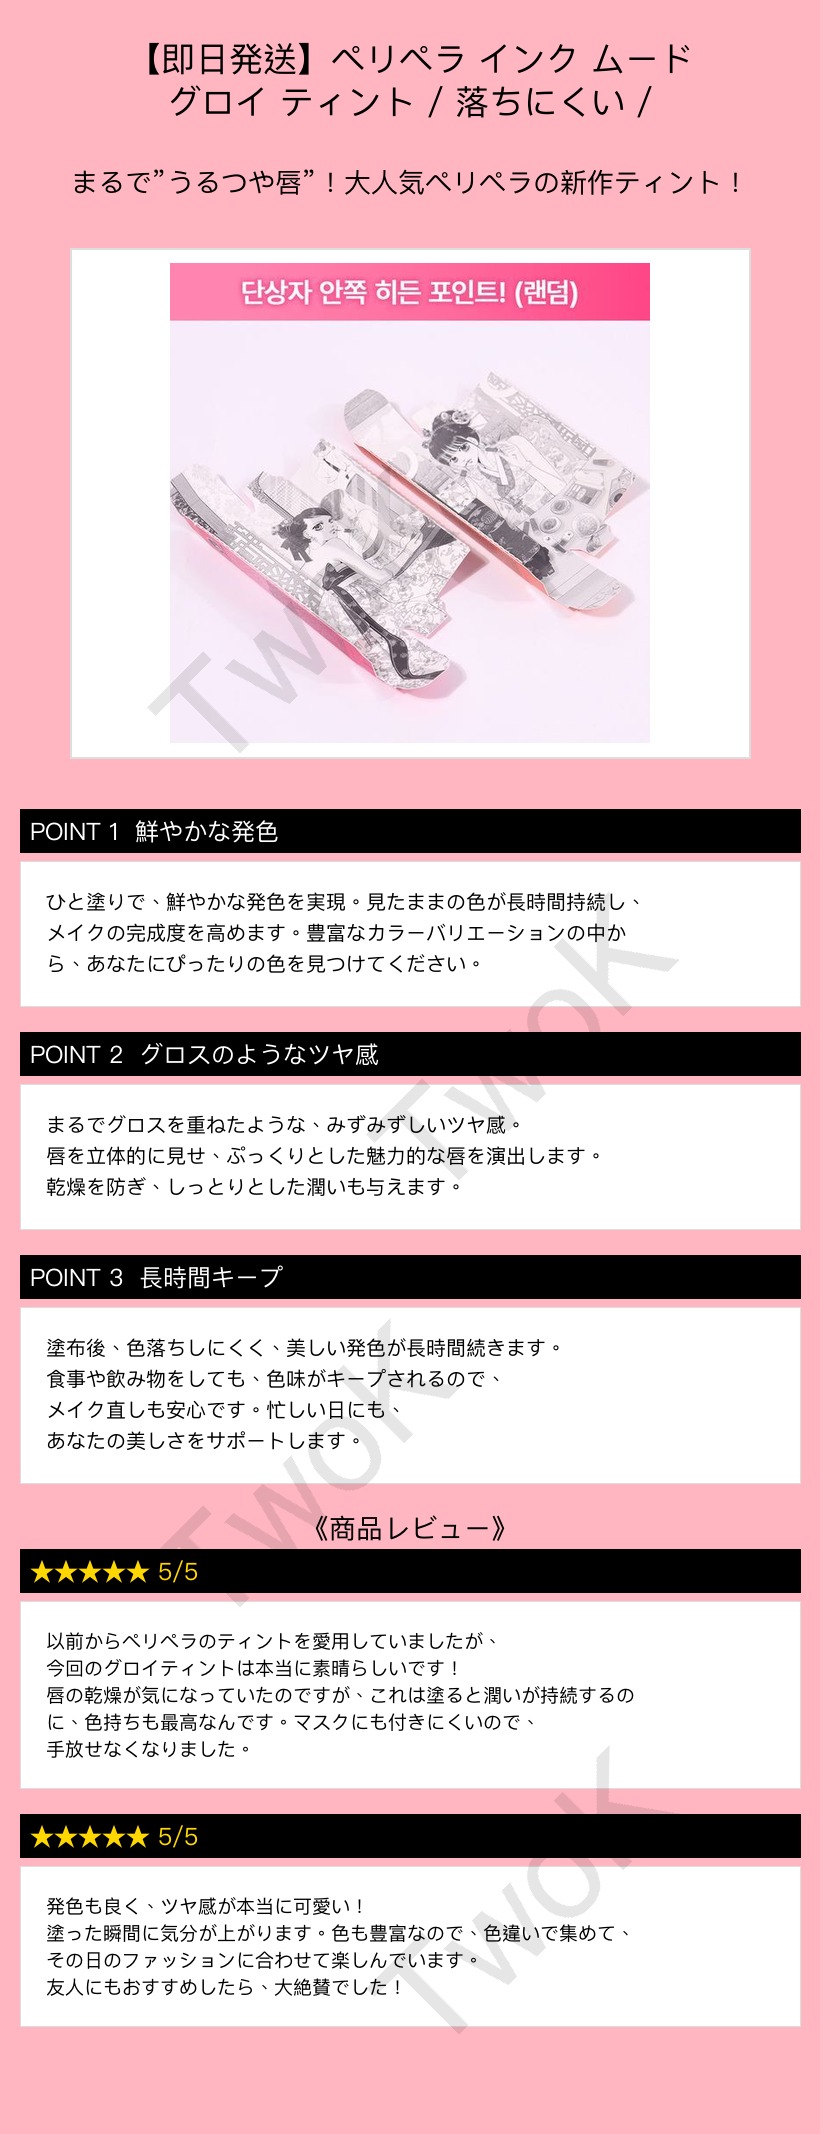 【即日発送】ペリペラ インク ムード
グロイ ティント / 落ちにくい /
まるで”うるつや唇”！大人気ペリペラの新作ティント！
단상자 안쪽 히든 포인트! (랜덤)
TwoK
POINT 1 鮮やかな発色
ひと塗りで、鮮やかな発色を実現。見たままの色が長時間持続し、
メイクの完成度を高めます。豊富なカラーバリエーションの中か
ら、あなたにぴったりの色を見つけてください。
TwoK
POINT 2 グロスのようなツヤ感
まるでグロスを重ねたような、みずみずしいツヤ感。
唇を立体的に見せ、ぷっくりとした魅力的な唇を演出します。
乾燥を防ぎ、しっとりとした潤いも与えます。
POINT 3 長時間キープ
塗布後、色落ちしにくく、美しい発色が長時間続きます。
食事や飲み物をしても、色味がキープされるので、
メイク直しも安心です。忙しい日にも、
あなたの美しさをサポートします。
TwoK
《商品レビュー》
★★★★★ 5/5
以前からペリペラのティントを愛用していましたが、
今回のグロイティントは本当に素晴らしいです！
唇の乾燥が気になっていたのですが、これは塗ると潤いが持続するの
に、色持ちも最高なんです。マスクにも付きにくいので、
手放せなくなりました。
★★★★★ 5/5
発色も良く、ツヤ感が本当に可愛い！
塗った瞬間に気分が上がります。色も豊富なので、色違いで集めて、
その日のファッションに合わせて楽しんでいます。
友人にもおすすめしたら、大絶賛でした！
TwoK